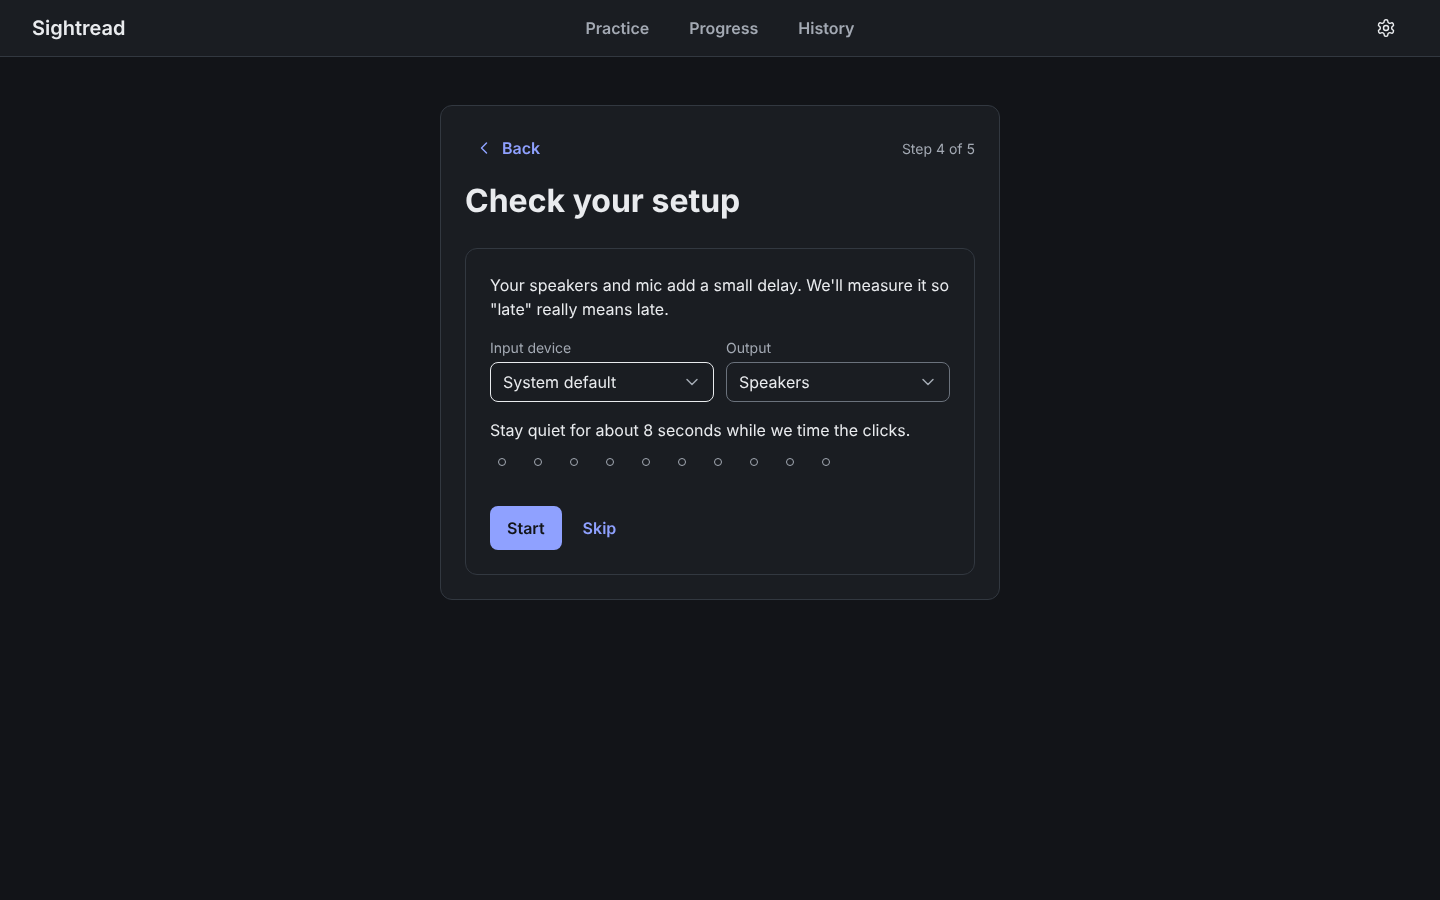 Sightread
Practice
Progress
History
Back
Step 4 of 5
Check your setup
Your speakers and mic add a small delay. We'll measure it so
"late" really means late.
Input device
Output
System default
Speakers
Stay quiet for about 8 seconds while we time the clicks.
Start
Skip